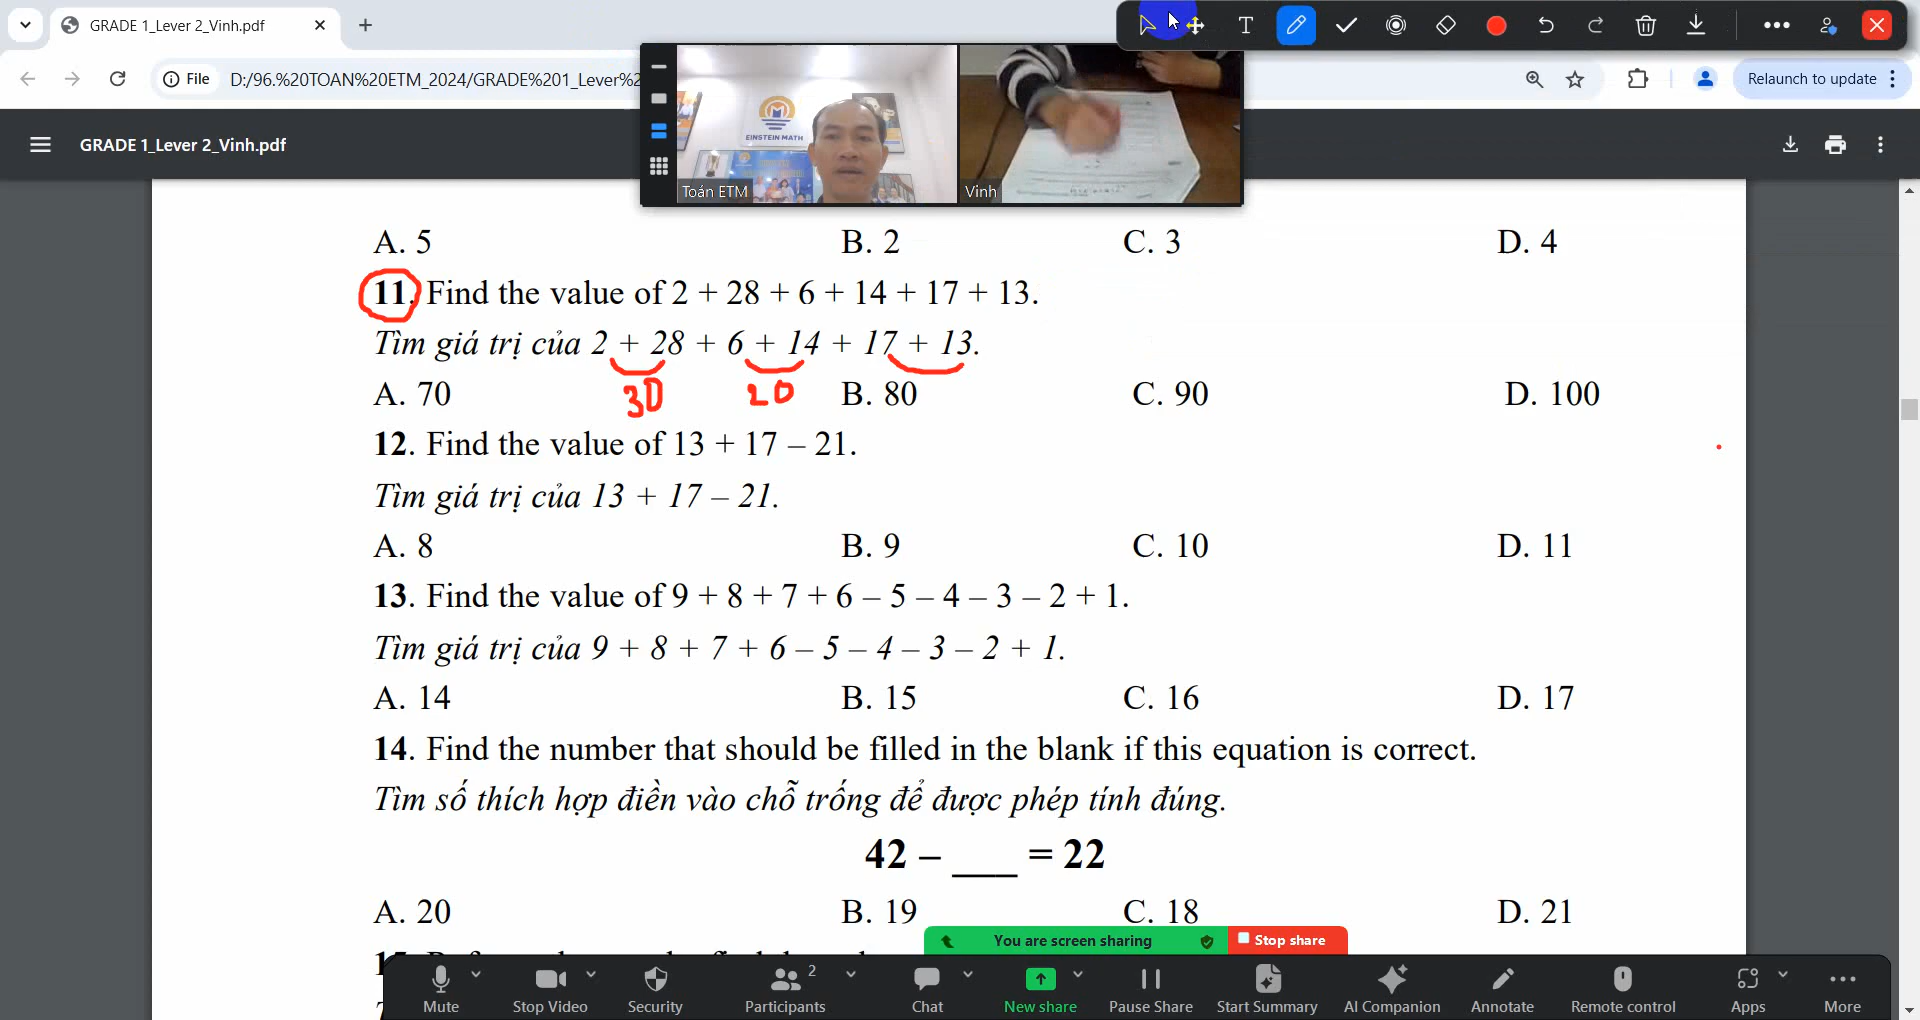 GRADE 1_Lever 2_Vinh.pdf
File
D:/96.%20TOAN%20ETM_2024/GRADE%201_Lever%2
Relaunch to update
GRADE 1_Lever 2_Vinh.pdf
EINSTEIN MATH
Toán ETM
Vinh
A. 5 B. 2 C. 3 D. 4
11. Find the value of 2 + 28 + 6 + 14 + 17 + 13.
Tìm giá trị của 2 + 28 + 6 + 14 + 17 + 13.
30 20
A. 70 B. 80 C. 90 D. 100
12. Find the value of 13 + 17 – 21.
Tìm giá trị của 13 + 17 – 21.
A. 8 B. 9 C. 10 D. 11
13. Find the value of 9 + 8 + 7 + 6 – 5 – 4 – 3 – 2 + 1.
Tìm giá trị của 9 + 8 + 7 + 6 – 5 – 4 – 3 – 2 + 1.
A. 14 B. 15 C. 16 D. 17
14. Find the number that should be filled in the blank if this equation is correct.
Tìm số thích hợp điền vào chỗ trống để được phép tính đúng.
42 – ___ = 22
A. 20 B. 19 C. 18 D. 21
You are screen sharing Stop share
2
Mute Stop Video Security Participants Chat New share Pause Share Start Summary AI Companion Annotate Remote control Apps More